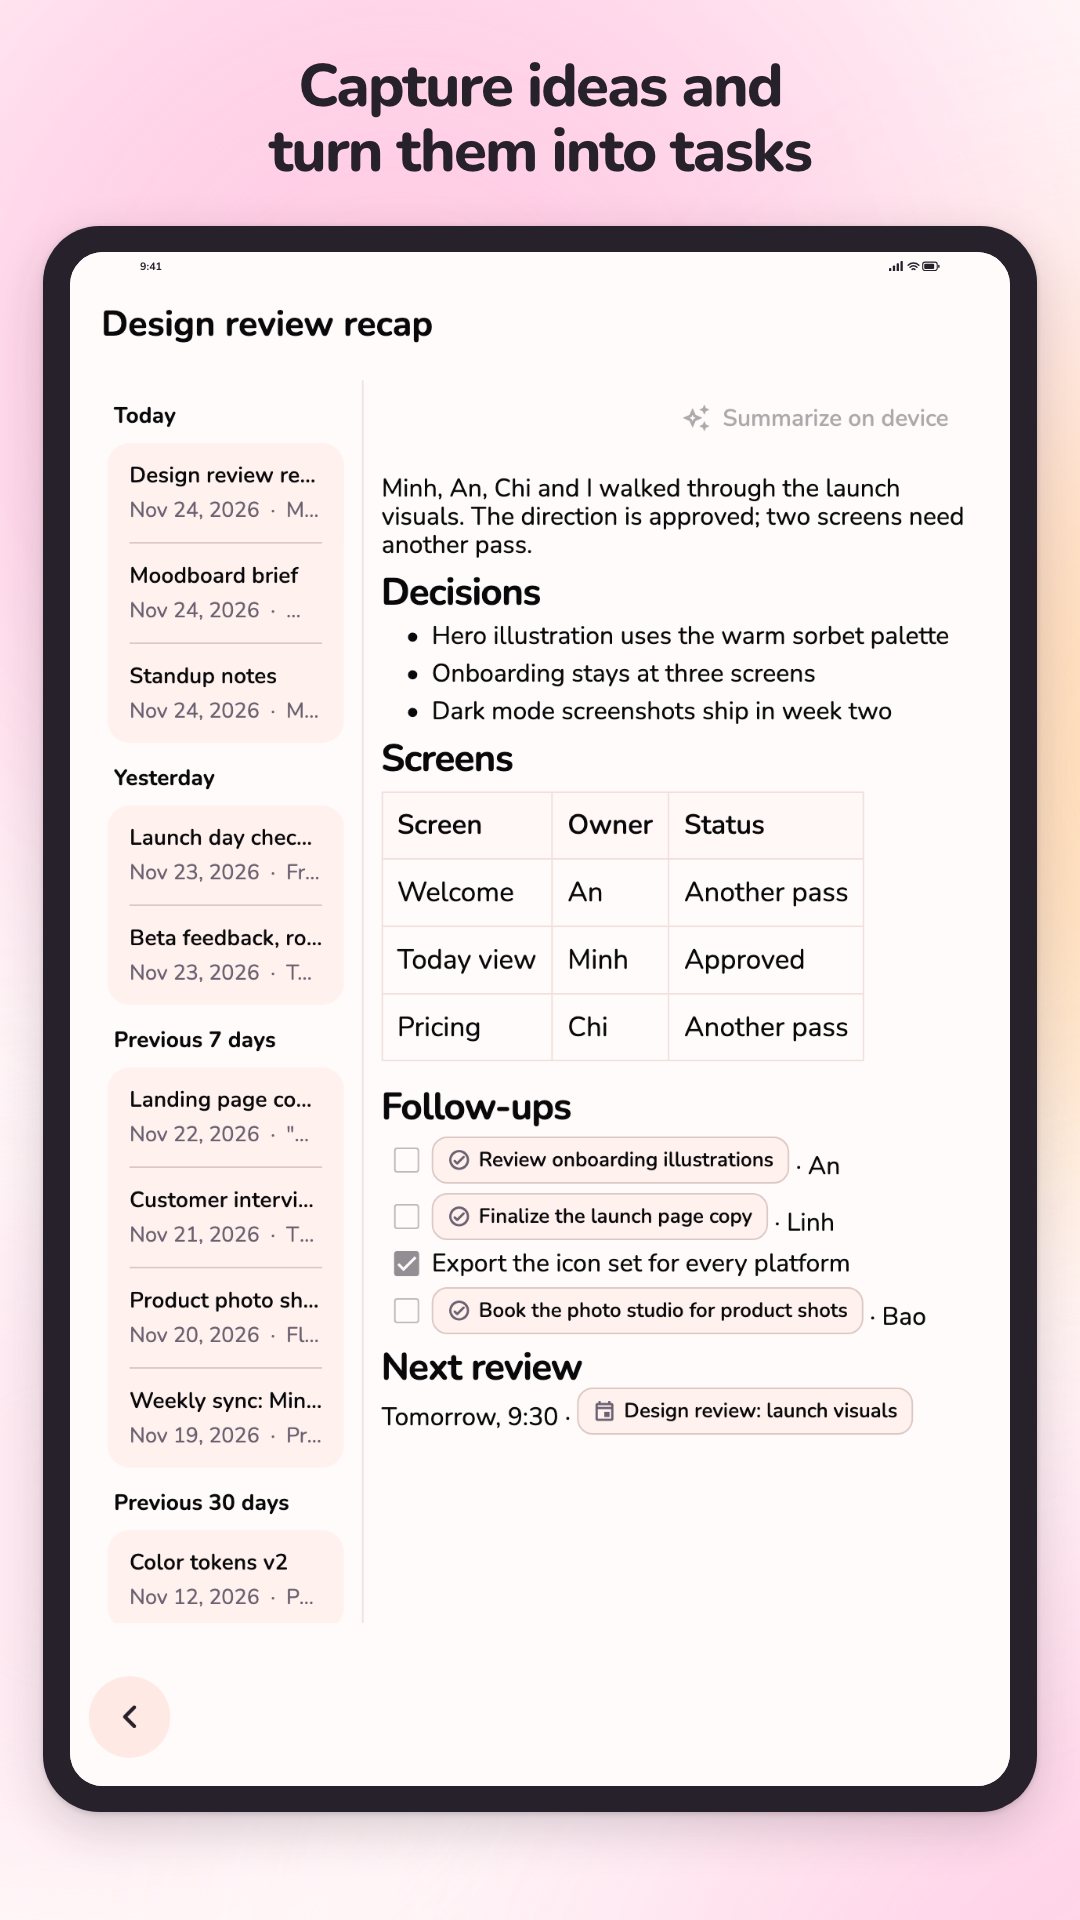 Capture ideas and
turn them into tasks
9:41
Design review recap
Today
Design review re...
Nov 24, 2026 · M...
Moodboard brief
Nov 24, 2026 · ...
Standup notes
Nov 24, 2026 · M...
Yesterday
Launch day chec...
Nov 23, 2026 · Fr...
Beta feedback, ro...
Nov 23, 2026 · T...
Previous 7 days
Landing page co...
Nov 22, 2026 · "...
Customer intervi...
Nov 21, 2026 · T...
Product photo sh...
Nov 20, 2026 · Fl...
Weekly sync: Min...
Nov 19, 2026 · Pr...
Previous 30 days
Color tokens v2
Nov 12, 2026 · P...
Summarize on device
Minh, An, Chi and I walked through the launch
visuals. The direction is approved; two screens need
another pass.
Decisions
• Hero illustration uses the warm sorbet palette
• Onboarding stays at three screens
• Dark mode screenshots ship in week two
Screens
Screen Owner Status
Welcome An Another pass
Today view Minh Approved
Pricing Chi Another pass
Follow-ups
Review onboarding illustrations · An
Finalize the launch page copy · Linh
Export the icon set for every platform
Book the photo studio for product shots · Bao
Next review
Tomorrow, 9:30 · Design review: launch visuals